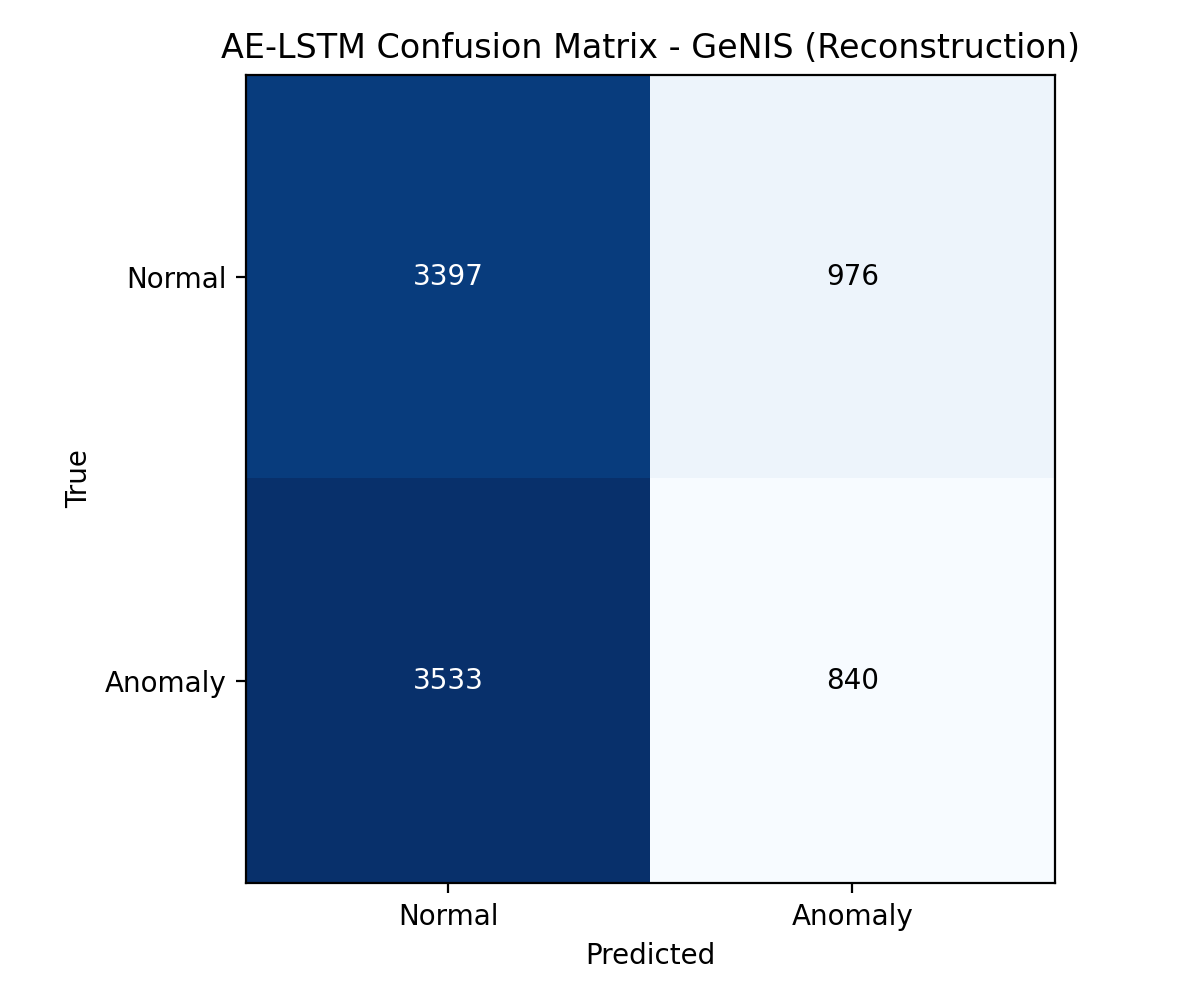 AE-LSTM Confusion Matrix - GeNIS (Reconstruction)
Normal
3397
976
True
Anomaly
3533
840
Normal
Anomaly
Predicted